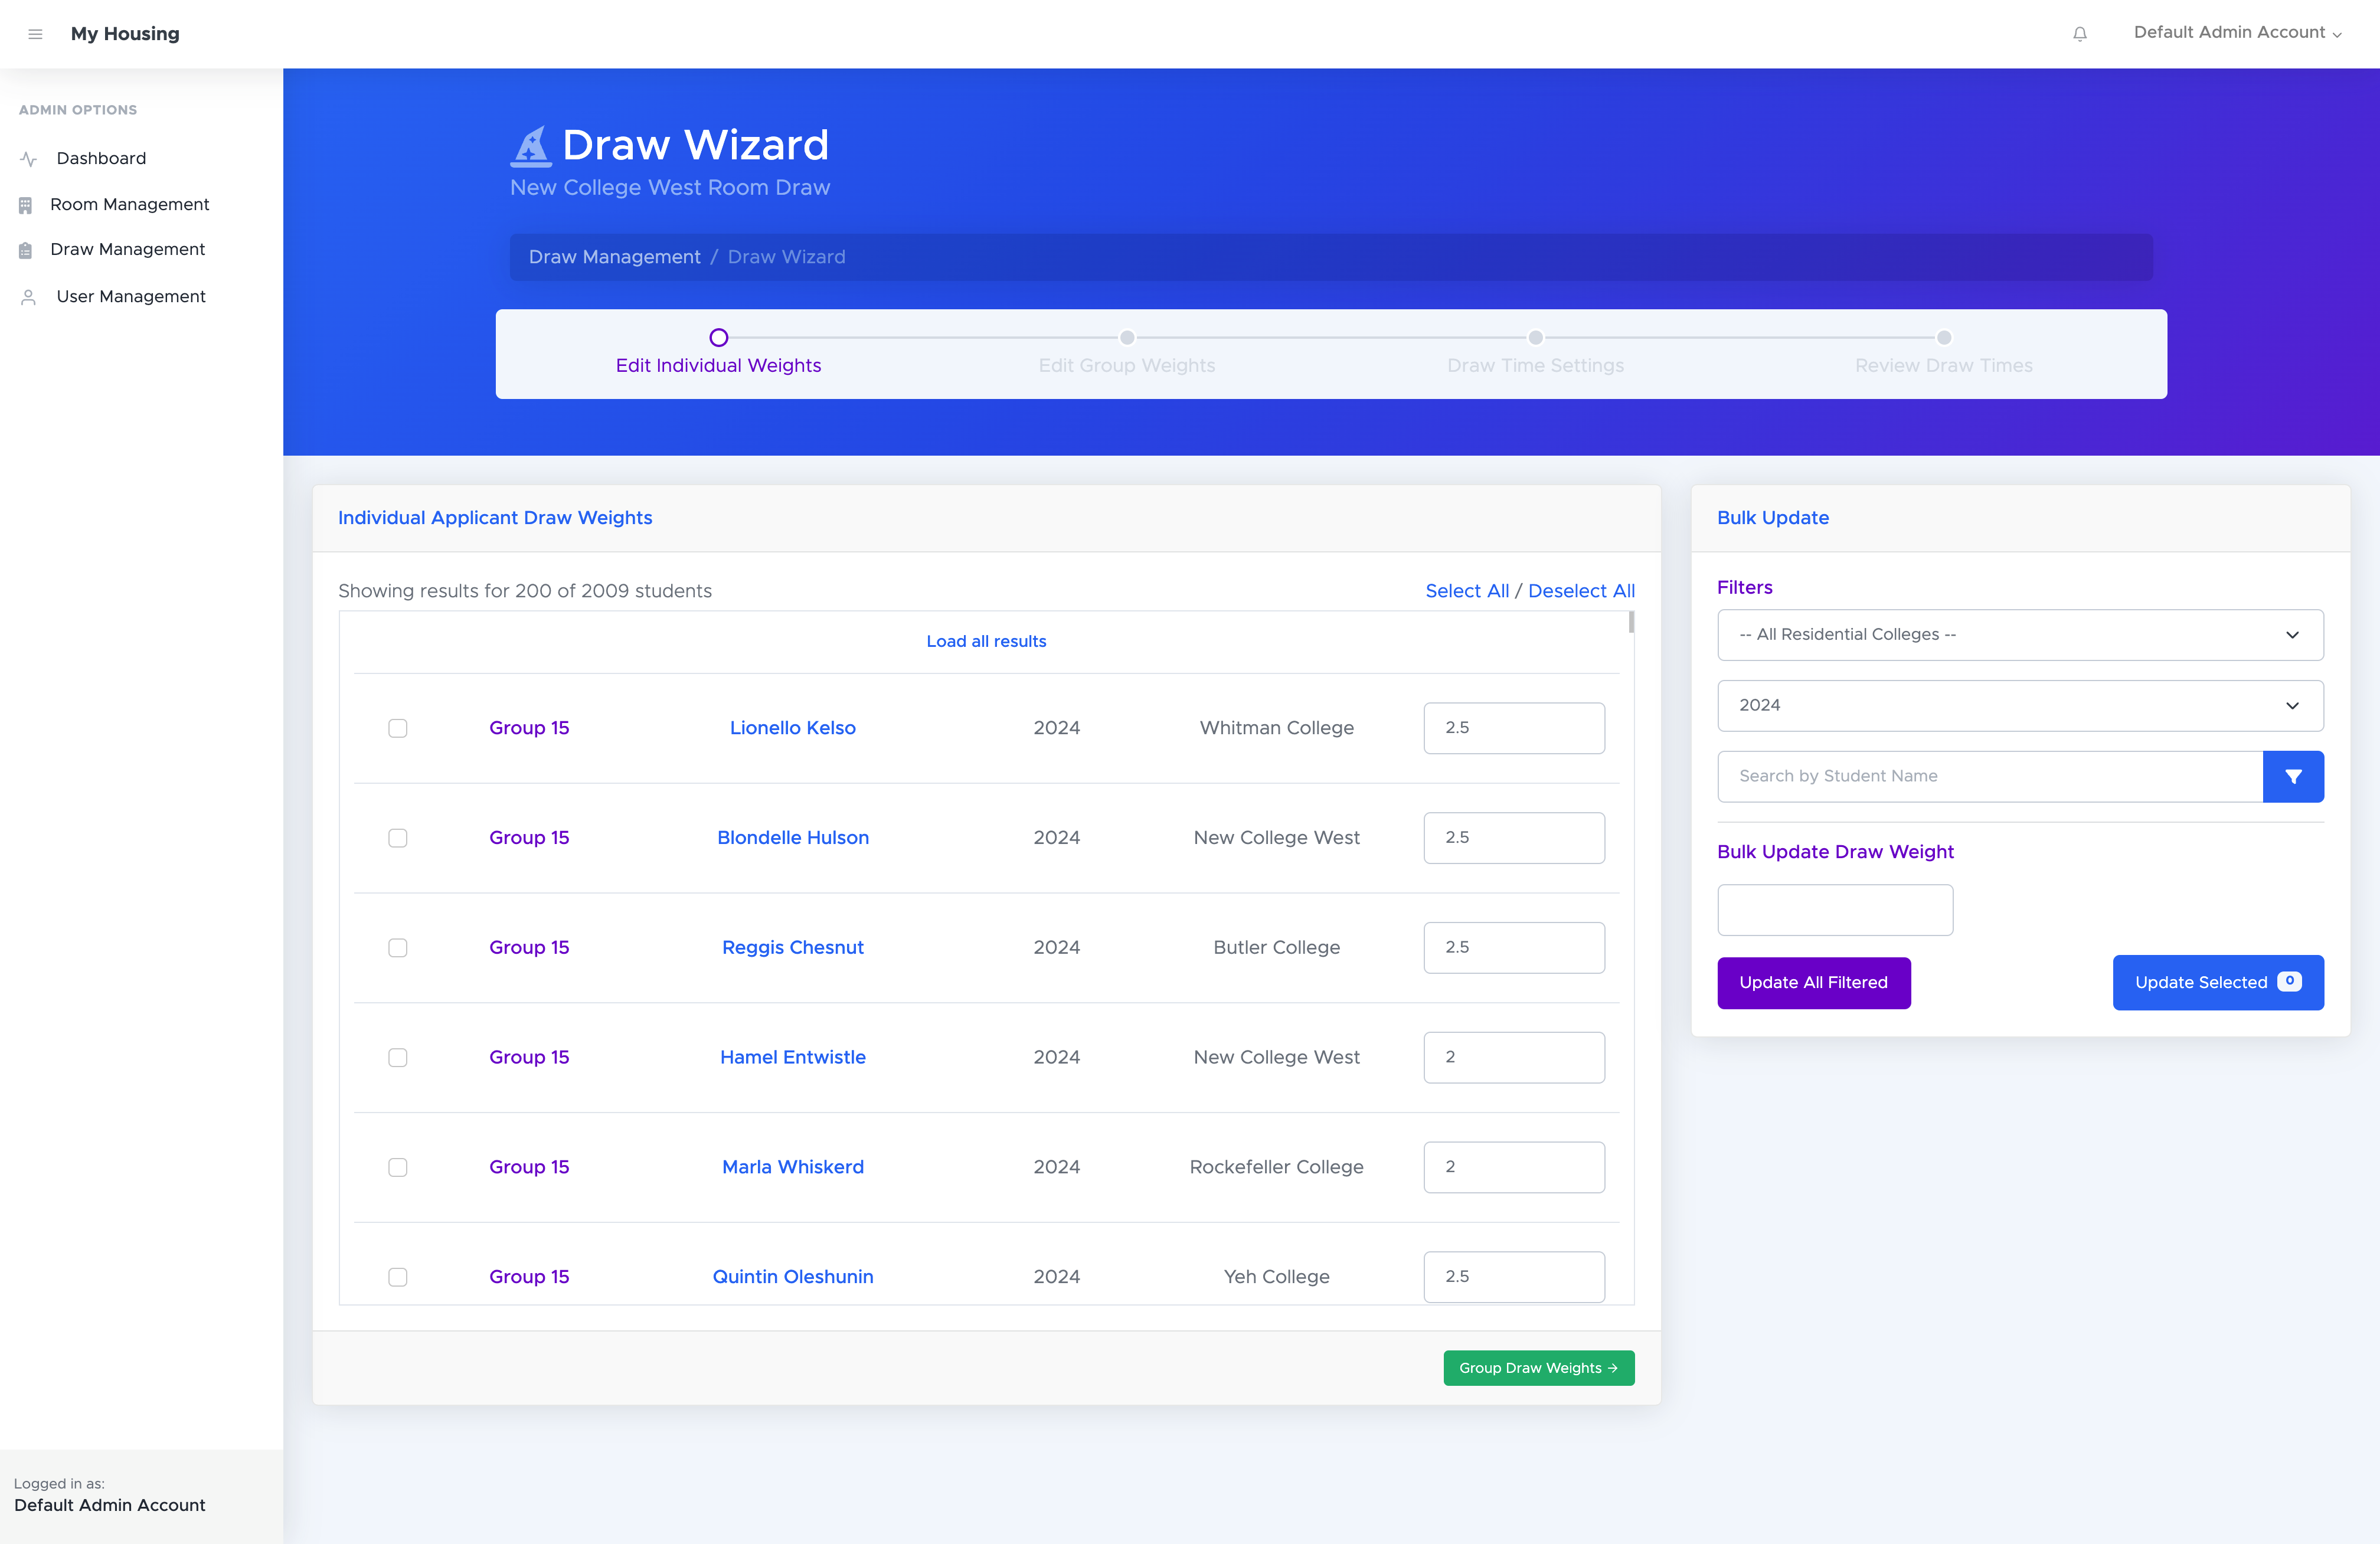 My Housing
Default Admin Account
ADMIN OPTIONS
Dashboard
Room Management
Draw Management
User Management
Draw Wizard
New College West Room Draw
Draw Management / Draw Wizard
Edit Individual Weights
Edit Group Weights
Draw Time Settings
Review Draw Times
Individual Applicant Draw Weights
Showing results for 200 of 2009 students
Select All / Deselect All
Load all results
Group 15 Lionello Kelso 2024 Whitman College 2.5
Group 15 Blondelle Hulson 2024 New College West 2.5
Group 15 Reggis Chesnut 2024 Butler College 2.5
Group 15 Hamel Entwistle 2024 New College West 2
Group 15 Marla Whiskerd 2024 Rockefeller College 2
Group 15 Quintin Oleshunin 2024 Yeh College 2.5
Group Draw Weights →
Bulk Update
Filters
-- All Residential Colleges --
2024
Search by Student Name
Bulk Update Draw Weight
Update All Filtered
Update Selected 0
Logged in as:
Default Admin Account